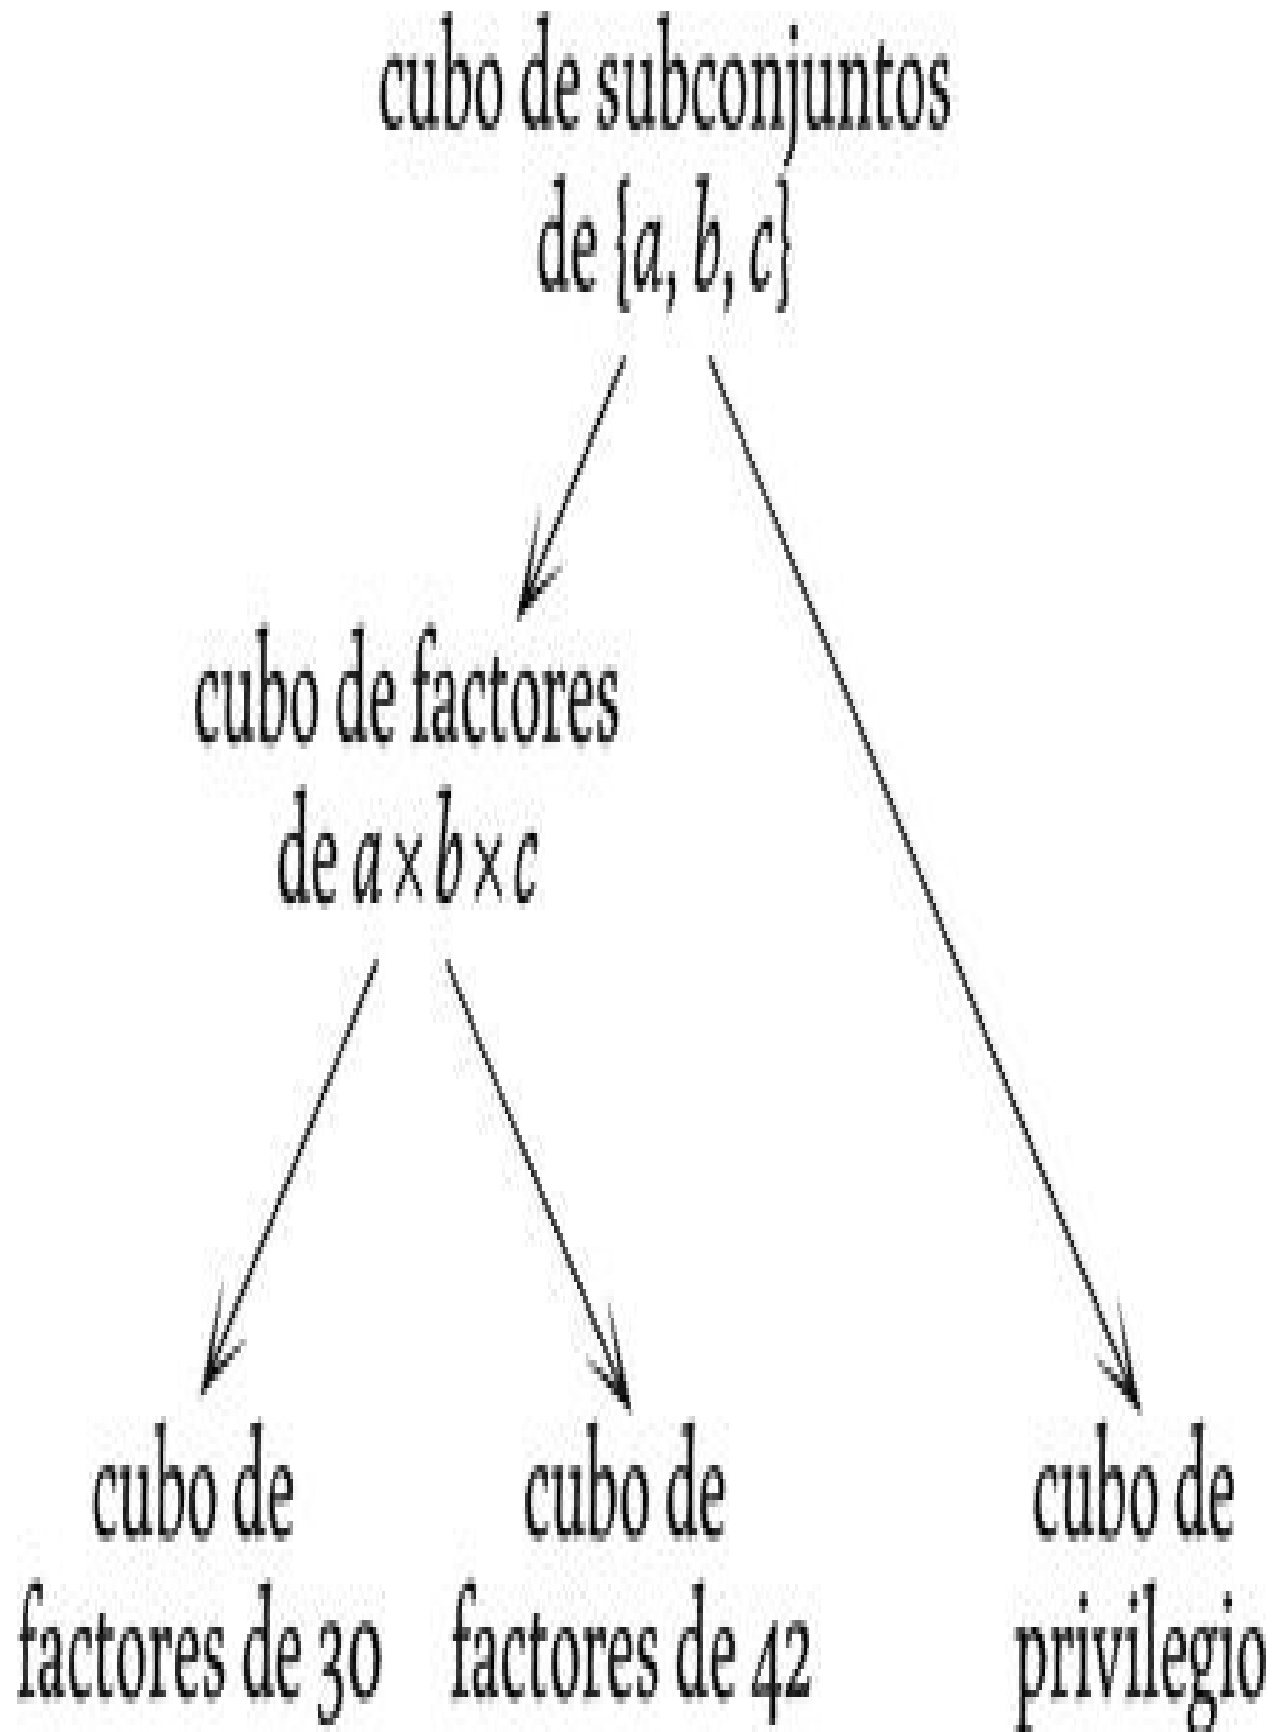 cubo de subconjuntos
de {a, b, c}
cubo de factores
de a×b×c
cubo de
factores de 30
cubo de
factores de 42
cubo de
privilegio